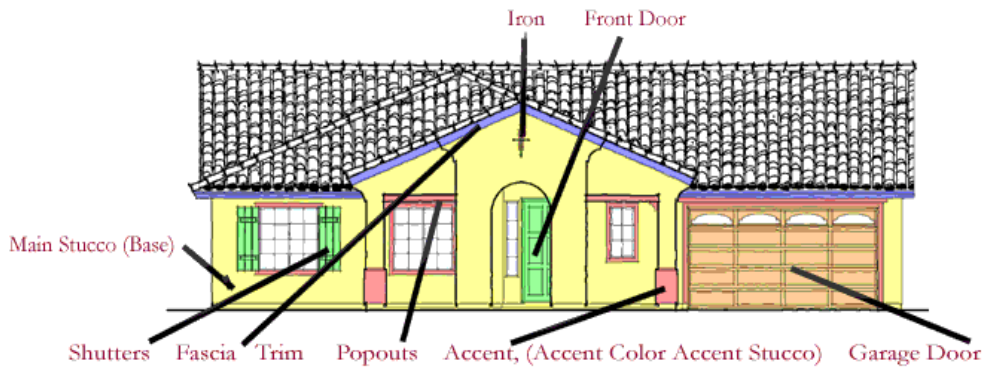 Iron
Front Door
Main Stucco (Base)
Shutters
Fascia Trim
Popouts
Accent, (Accent Color Accent Stucco)
Garage Door